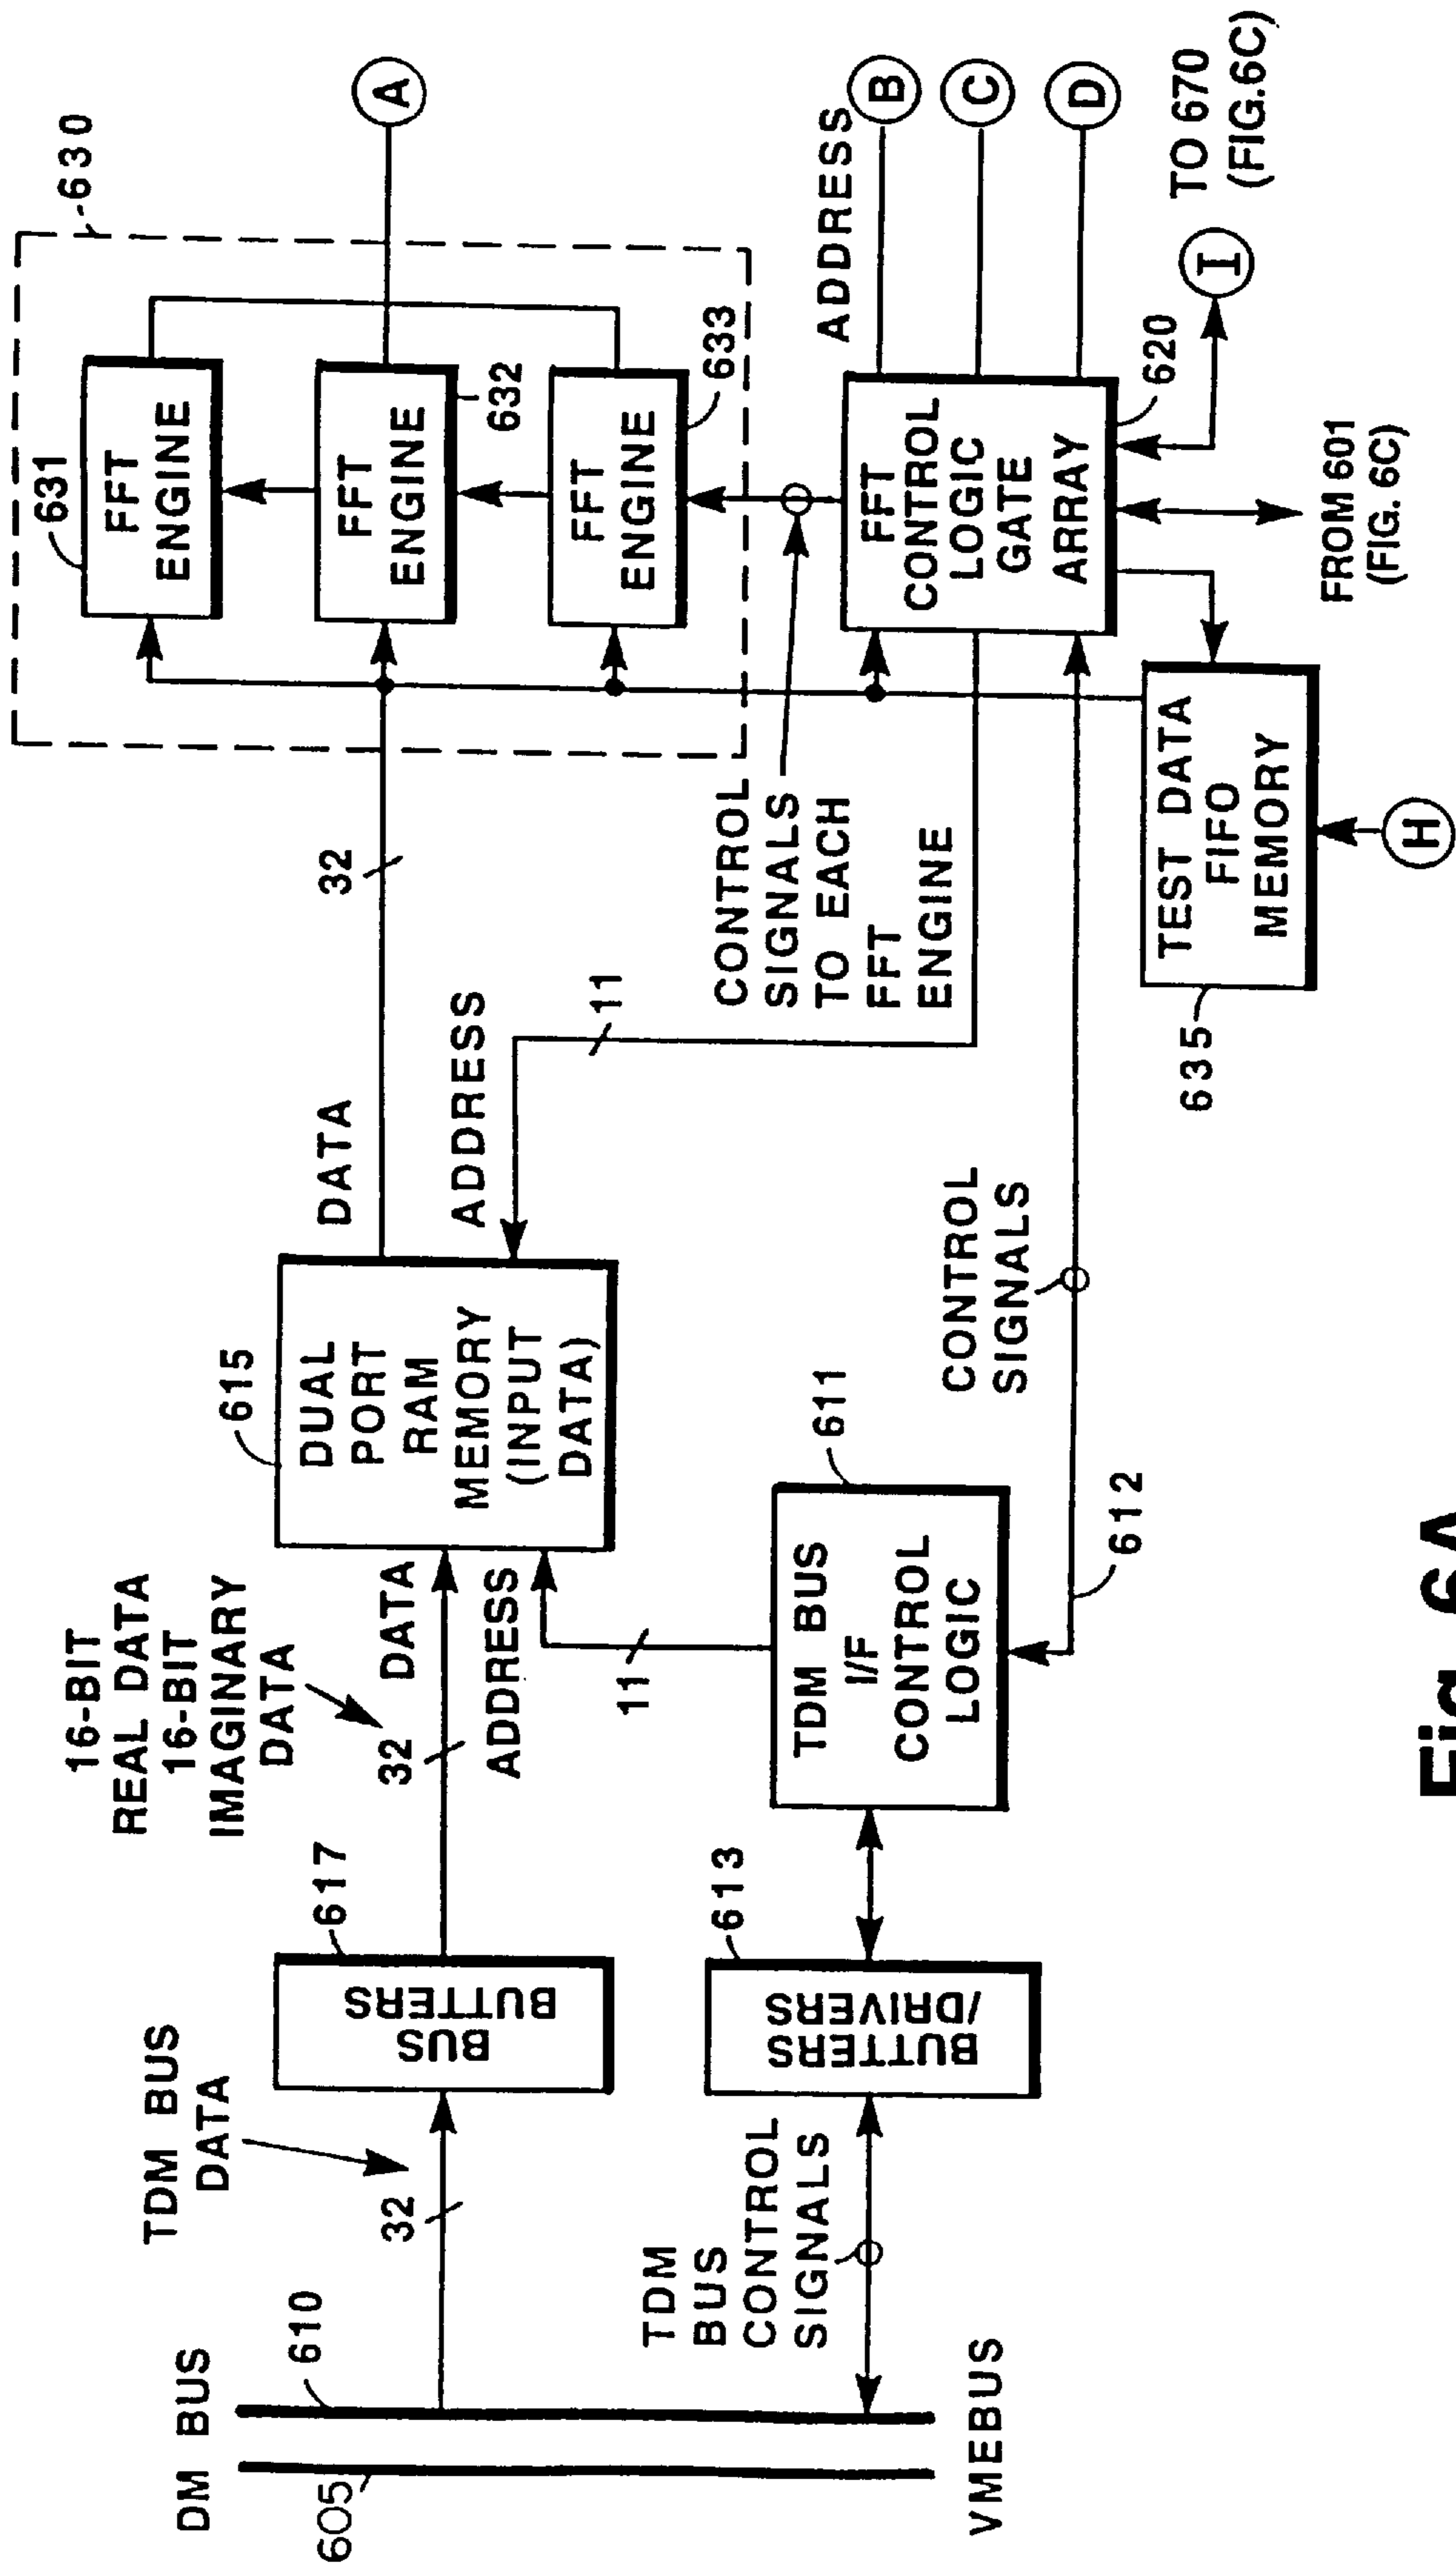 630
631
FFT
ENGINE
FFT
ENGINE
632
FFT
ENGINE
633
A
DATA
32
ADDRESS
11
615
DUAL
PORT
RAM
MEMORY
(INPUT
DATA)
16-BIT
REAL DATA
16-BIT
IMAGINARY
DATA
32
DATA
ADDRESS
11
617
BUS
BUTTERS
TDM BUS
DATA
32
DM BUS
610
605
VMEBUS
TDM
BUS
CONTROL
SIGNALS
613
BUTTERS
/DRIVERS
611
TDM BUS
I/F
CONTROL
LOGIC
612
CONTROL
SIGNALS
CONTROL
SIGNALS
TO EACH
FFT
ENGINE
FFT
CONTROL
LOGIC
GATE
ARRAY
620
ADDRESS
B
C
D
I
TO 670
(FIG.6C)
FROM 601
(FIG. 6C)
635
TEST DATA
FIFO
MEMORY
H
Fig. 6A